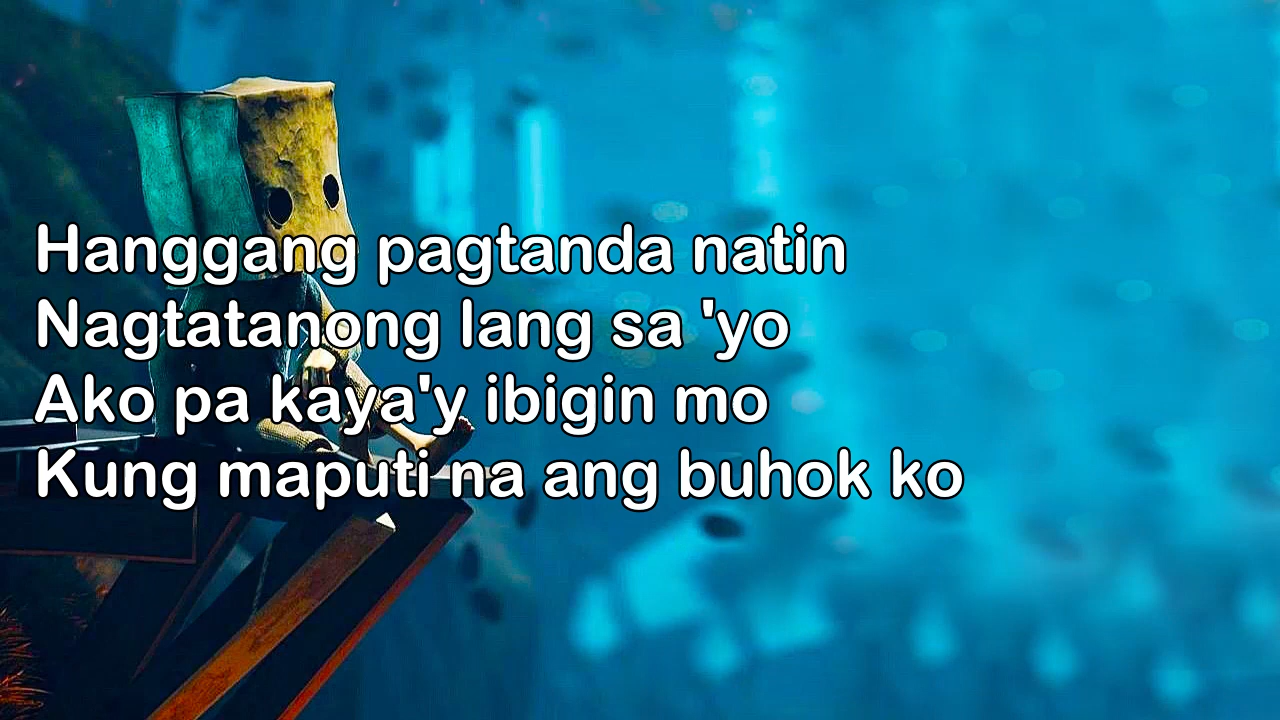 Hanggang pagtanda natin
Nagtatanong lang sa 'yo
Ako pa kaya'y ibigin mo
Kung maputi na ang buhok ko